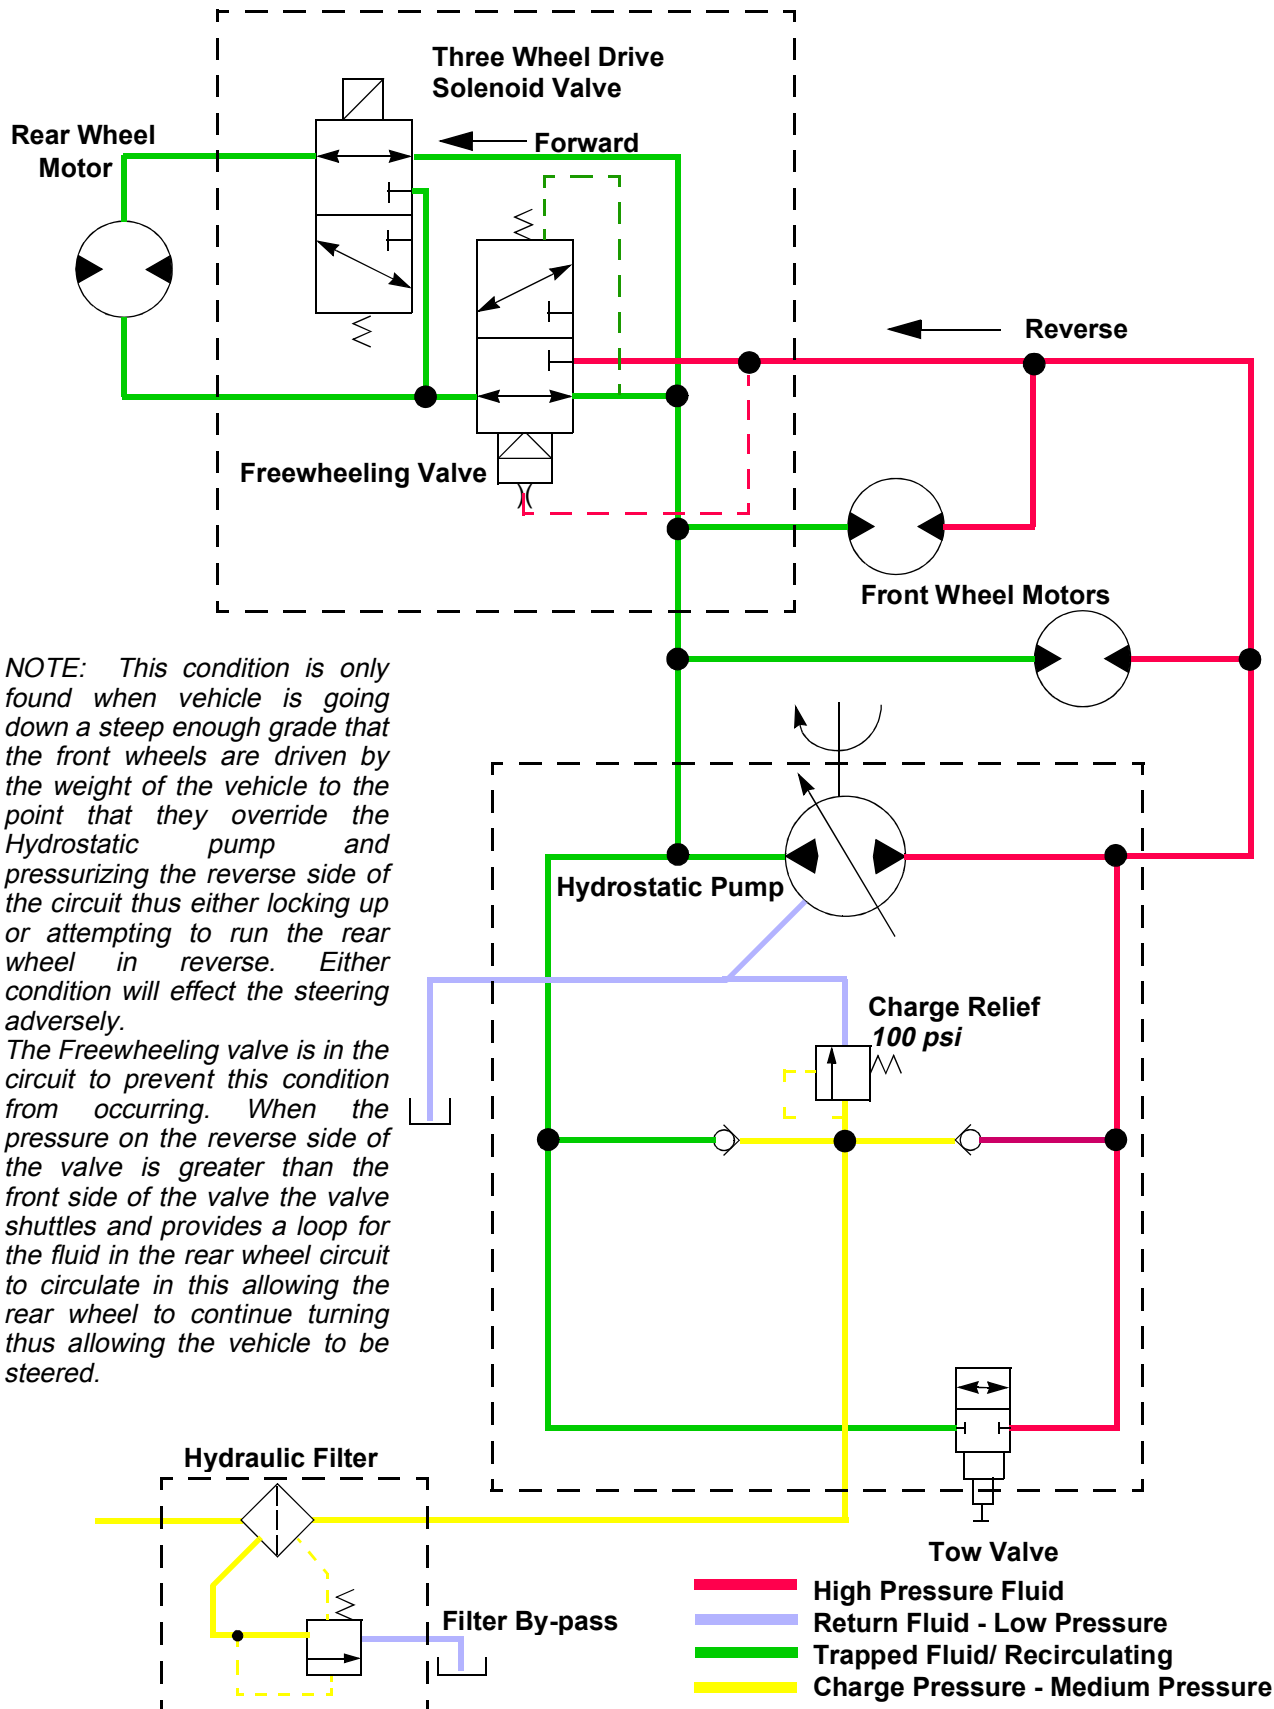 Three Wheel Drive
Solenoid Valve
Rear Wheel
Motor
Forward
Reverse
Freewheeling Valve
Front Wheel Motors
NOTE: This condition is only
found when vehicle is going
down a steep enough grade that
the front wheels are driven by
the weight of the vehicle to the
point that they override the
Hydrostatic pump and
pressurizing the reverse side of
the circuit thus either locking up
or attempting to run the rear
wheel in reverse. Either
condition will effect the steering
adversely.
The Freewheeling valve is in the
circuit to prevent this condition
from occurring. When the
pressure on the reverse side of
the valve is greater than the
front side of the valve the valve
shuttles and provides a loop for
the fluid in the rear wheel circuit
to circulate in this allowing the
rear wheel to continue turning
thus allowing the vehicle to be
steered.
Hydrostatic Pump
Charge Relief
100 psi
Hydraulic Filter
Filter By-pass
Tow Valve
High Pressure Fluid
Return Fluid - Low Pressure
Trapped Fluid/ Recirculating
Charge Pressure - Medium Pressure